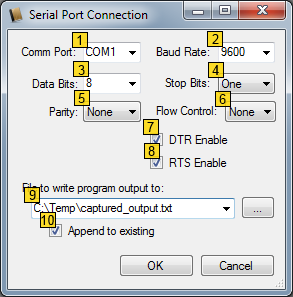 Serial Port Connection
1 2
Comm Port: COM1 Baud Rate: 9600
3 4
Data Bits: 8 Stop Bits: One
5 6
Parity: None Flow Control: None
7
DTR Enable
8
RTS Enable
File to write program output to:
9
C:\Temp\captured_output.txt ...
10
Append to existing
OK Cancel